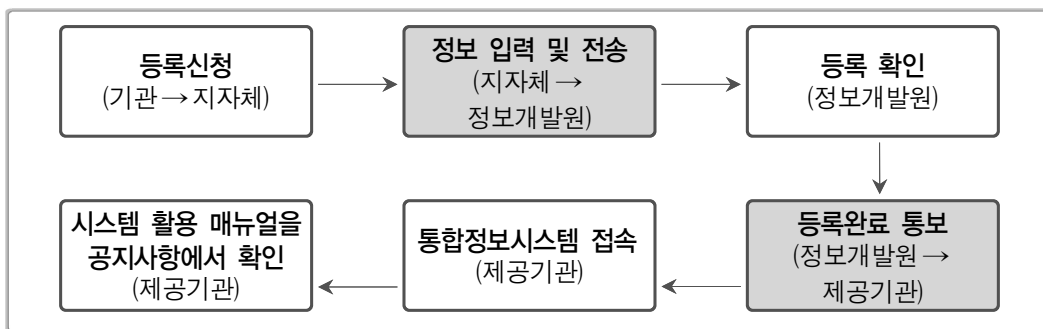 등록신청
(기관 → 지자체)
정보 입력 및 전송
(지자체 →
정보개발원)
등록 확인
(정보개발원)
등록완료 통보
(정보개발원 →
제공기관)
통합정보시스템 접속
(제공기관)
시스템 활용 매뉴얼을
공지사항에서 확인
(제공기관)